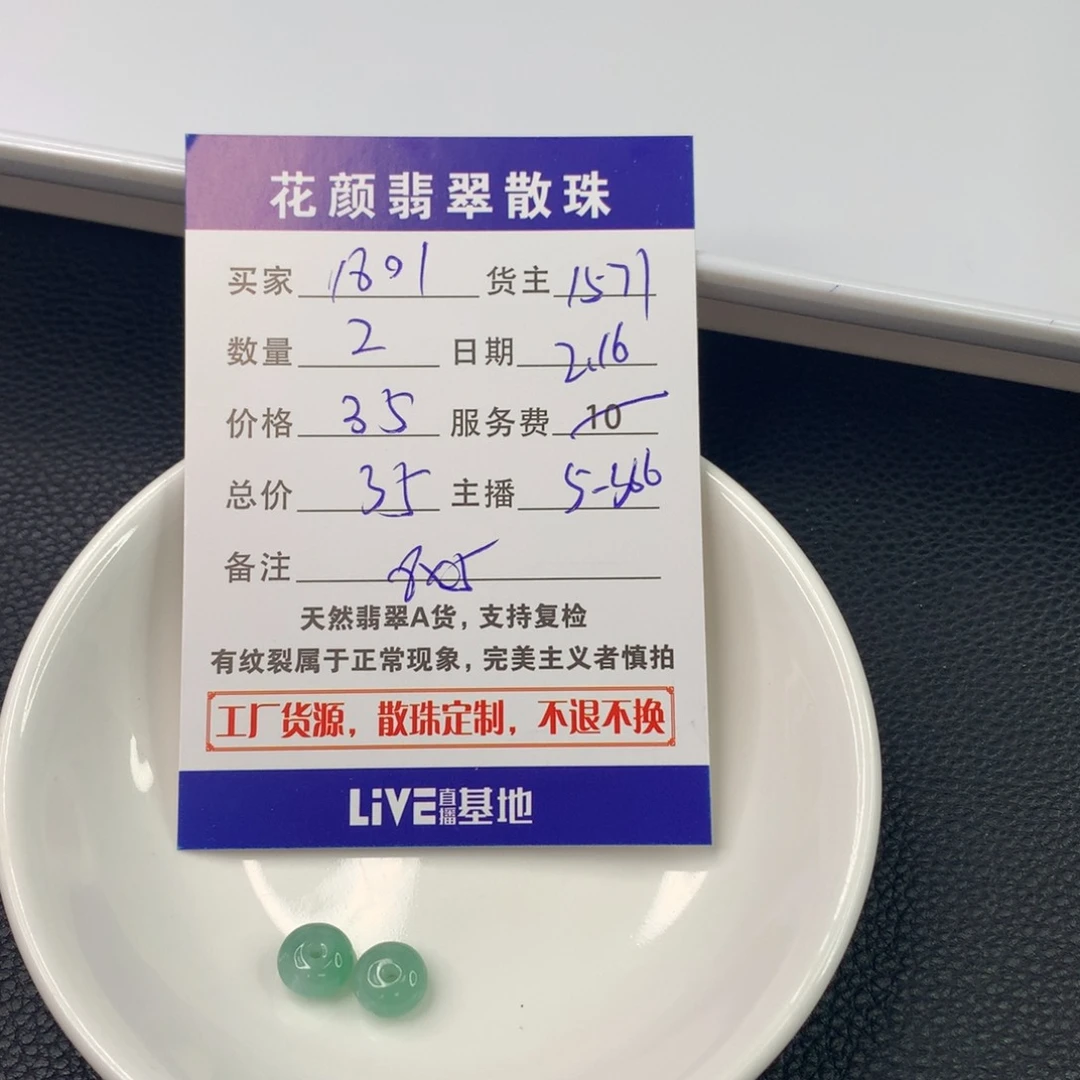 花颜翡翠散珠
买家 1801 货主 1571
数量 2 日期 2.16
价格 35 服务费 10
总价 35 主播
备注
天然翡翠A货，支持复检
有纹裂属于正常现象，完美主义者慎拍
工厂货源，散珠定制，不退不换
LiVE直播基地